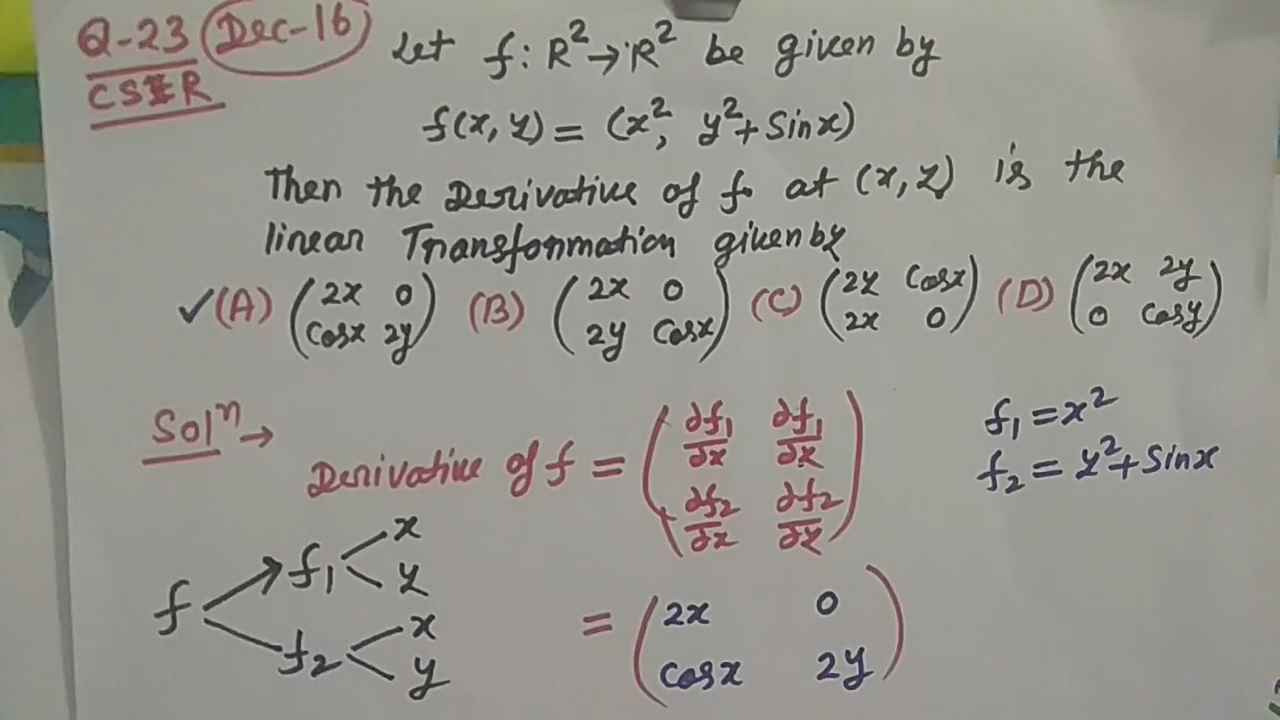 Q-23 (Dec-16) Let f: R² → R² be given by
CSIR
f(x, y) = (x², y² + Sinx)
Then the Derivative of f at (x, y) is the
linear Transformation given by
✓(A) (2x 0 / Cosx 2y) (B) (2x 0 / 2y Cosx) (C) (2y Cosx / 2x 0) (D) (2x 2y / 0 Cosy)
Solⁿ →
Derivative of f = (∂f₁/∂x ∂f₁/∂y / ∂f₂/∂x ∂f₂/∂y)
f₁ = x²
f₂ = y² + Sinx
f
f₁ x y
f₂ x y
= (2x 0 / Cosx 2y)